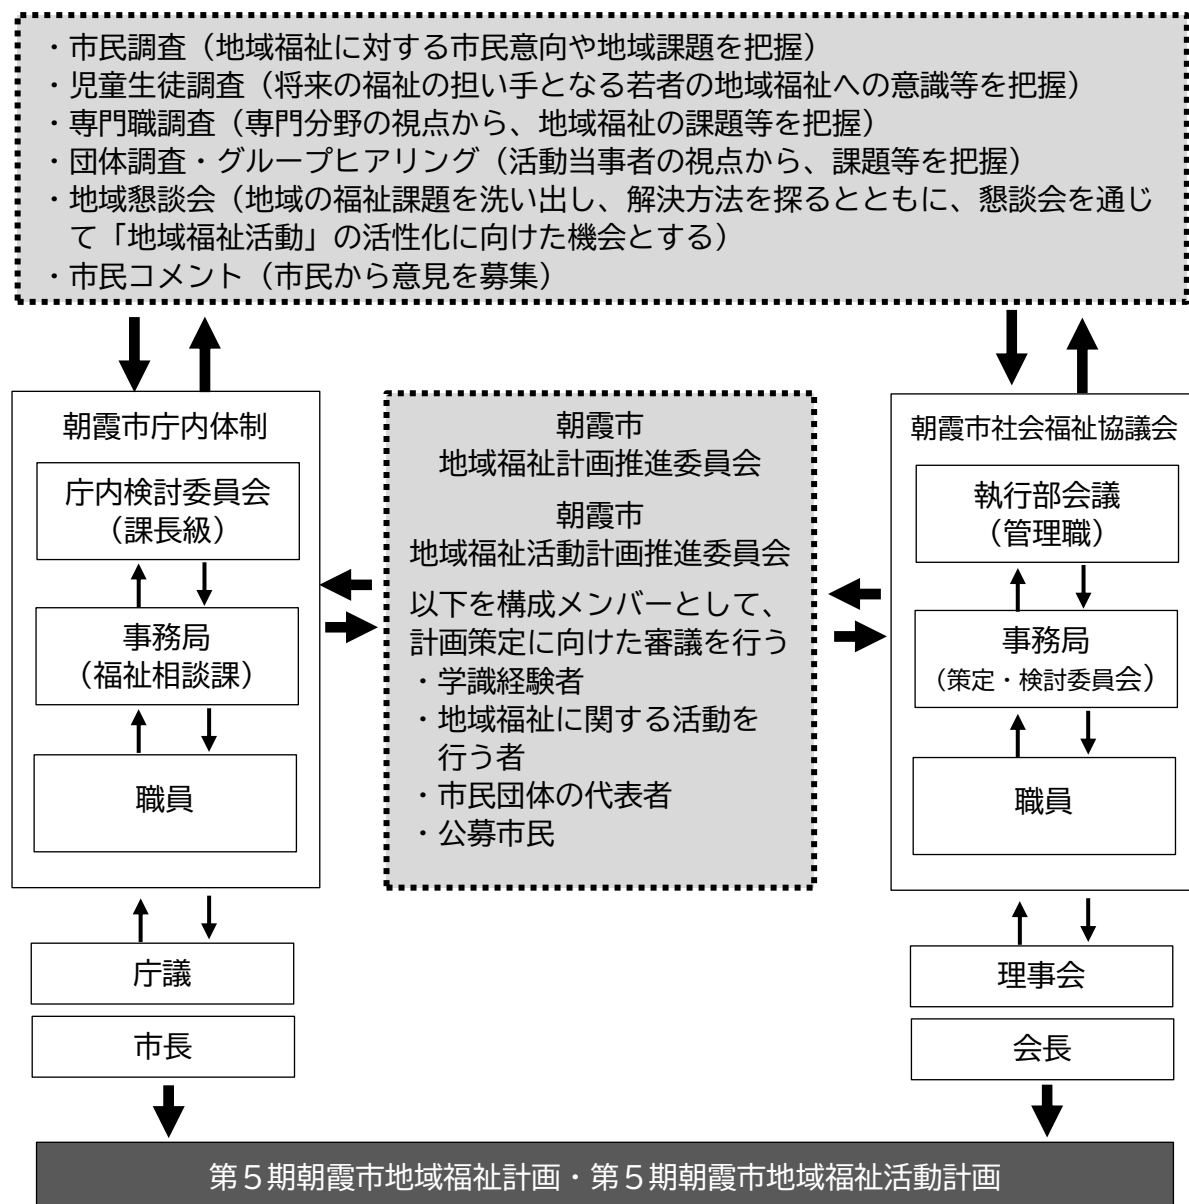 ・市民調査（地域福祉に対する市民意向や地域課題を把握）
・児童生徒調査（将来の福祉の担い手となる若者の地域福祉への意識等を把握）
・専門職調査（専門分野の視点から、地域福祉の課題等を把握）
・団体調査・グループヒアリング（活動当事者の視点から、課題等を把握）
・地域懇談会（地域の福祉課題を洗い出し、解決方法を探るとともに、懇談会を通じ
て「地域福祉活動」の活性化に向けた機会とする）
・市民コメント（市民から意見を募集）
朝霞市庁内体制
庁内検討委員会
（課長級）
事務局
（福祉相談課）
職員
庁議
市長
朝霞市
地域福祉計画推進委員会
朝霞市
地域福祉活動計画推進委員会
以下を構成メンバーとして、
計画策定に向けた審議を行う
・学識経験者
・地域福祉に関する活動を
行う者
・市民団体の代表者
・公募市民
朝霞市社会福祉協議会
執行部会議
（管理職）
事務局
（策定・検討委員会）
職員
理事会
会長
第５期朝霞市地域福祉計画・第５期朝霞市地域福祉活動計画